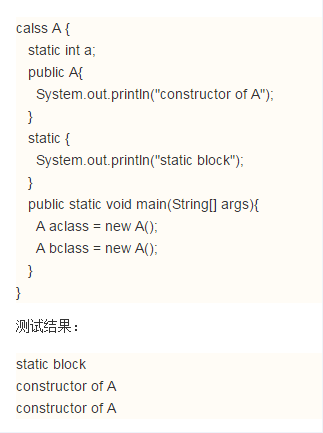 calss A {
static int a;
public A{
System.out.println("constructor of A");
}
static {
System.out.println("static block");
}
public static void main(String[] args){
A aclass = new A();
A bclass = new A();
}
}
测试结果：
static block
constructor of A
constructor of A